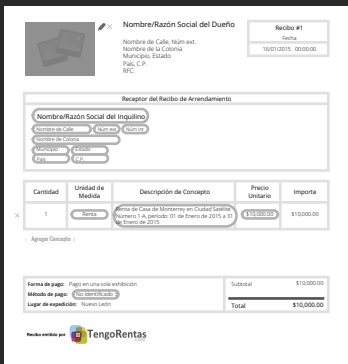 Nombre/Razón Social del Dueño
Nombre de Calle, Núm ext.
Nombre de la Colonia
Municipio, Estado
País, C.P.
RFC:
Recibo #1
Fecha
16/01/2015 00:00:00
Receptor del Recibo de Arrendamiento
Nombre/Razón Social del Inquilino
Nombre de Calle Núm ext Núm int
Nombre de Colonia
Municipio Estado
País C.P.
Cantidad Unidad de Medida Descripción de Concepto Precio Unitario Importe
1 Renta Renta de Casa de Monterrey en Ciudad Satélite $10,000.00 $10,000.00
Número 1-A, período: 01 de Enero de 2015 a 31
de Enero de 2015
Agregar Concepto
Forma de pago: Pago en una sola exhibición
Método de pago: No identificado
Lugar de expedición: Nuevo León
Subtotal $10,000.00
Total $10,000.00
Recibo emitido por TengoRentas
.com